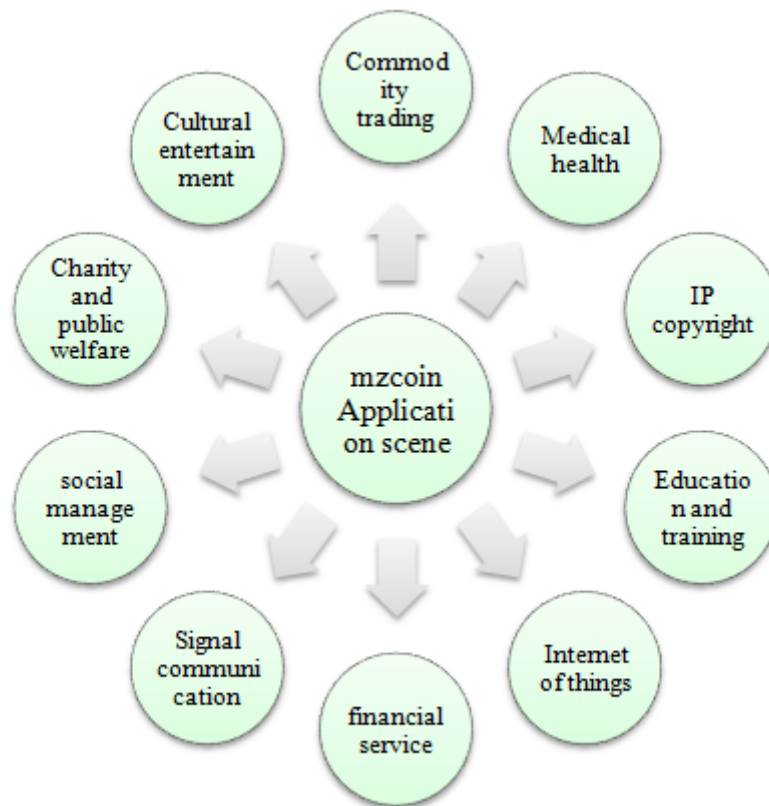 Commod
ity
trading
Medical
health
IP
copyright
Educatio
n and
training
Internet
of things
financial
service
Signal
communi
cation
social
manage
ment
Charity
and
public
welfare
Cultural
entertain
ment
mzcoin
Applicati
on scene